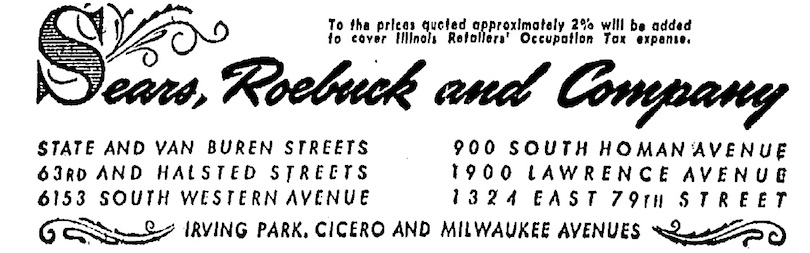 To the prices quoted approximately 2% will be added
to cover Illinois Retailers' Occupation Tax expense.
Sears, Roebuck and Company
STATE AND VAN BUREN STREETS
900 SOUTH HOMAN AVENUE
63RD AND HALSTED STREETS
1900 LAWRENCE AVENUE
6153 SOUTH WESTERN AVENUE
1324 EAST 79TH STREET
IRVING PARK, CICERO AND MILWAUKEE AVENUES